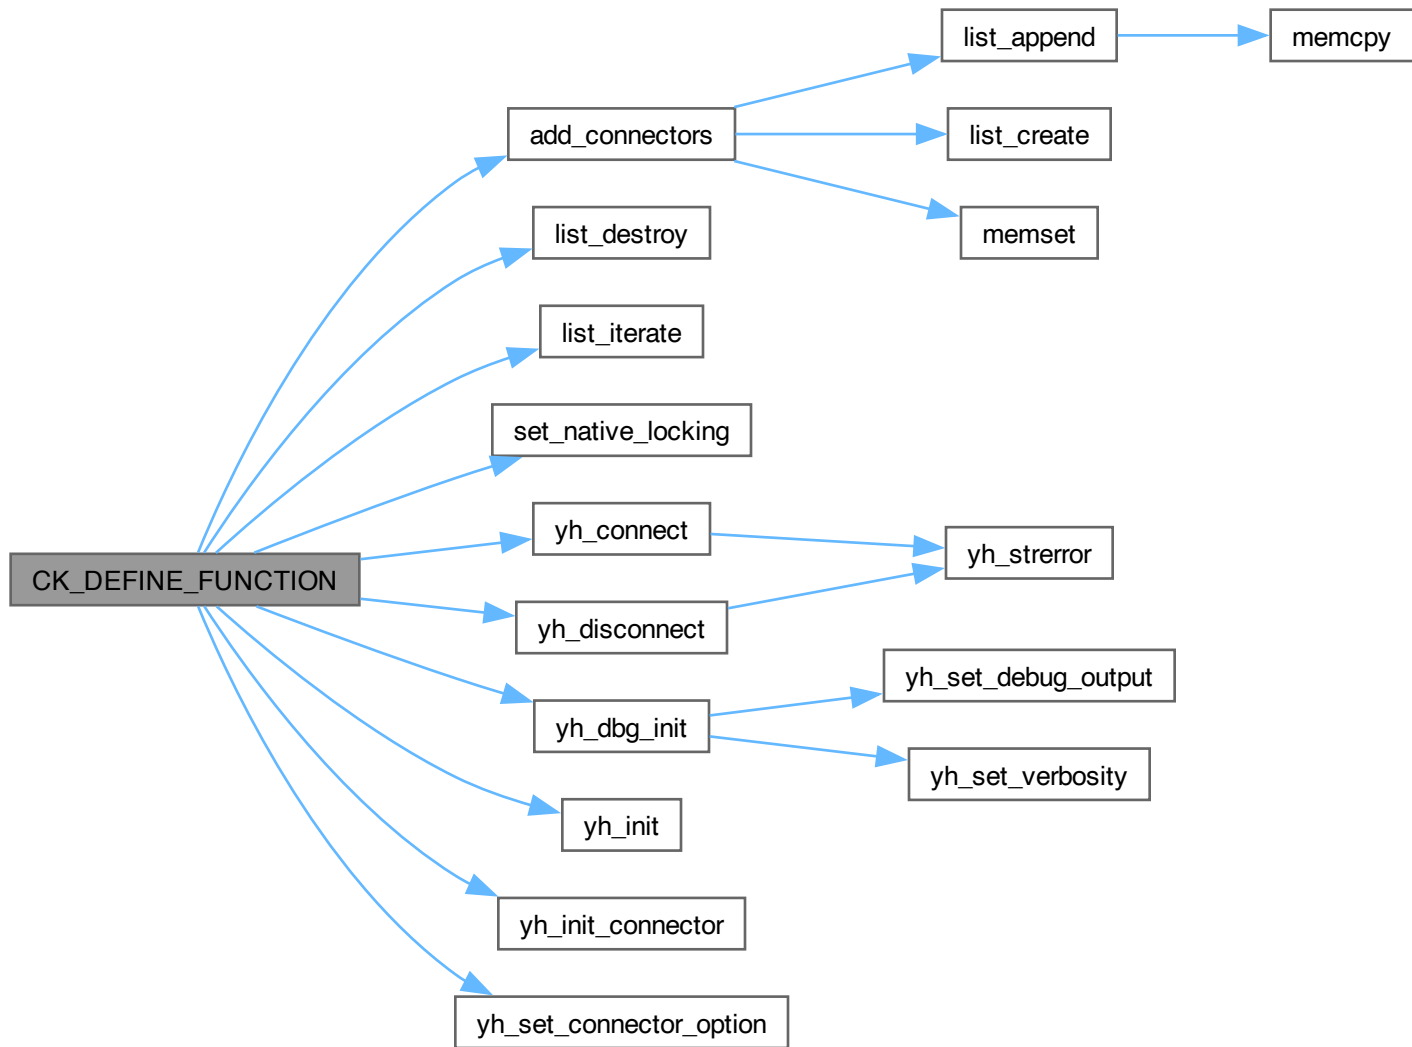 list_append
memcpy
add_connectors
list_create
list_destroy
memset
list_iterate
set_native_locking
yh_connect
yh_strerror
CK_DEFINE_FUNCTION
yh_disconnect
yh_set_debug_output
yh_dbg_init
yh_set_verbosity
yh_init
yh_init_connector
yh_set_connector_option